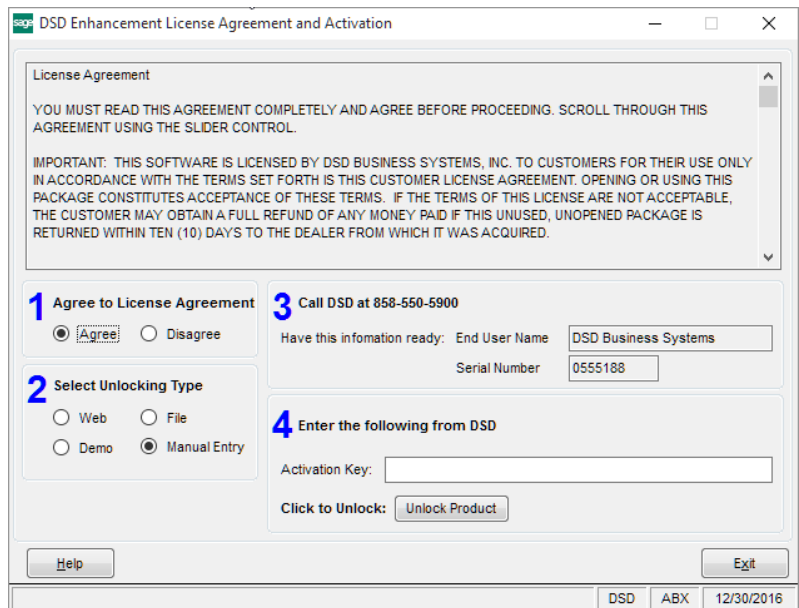 sage DSD Enhancement License Agreement and Activation
License Agreement
YOU MUST READ THIS AGREEMENT COMPLETELY AND AGREE BEFORE PROCEEDING. SCROLL THROUGH THIS
AGREEMENT USING THE SLIDER CONTROL.
IMPORTANT: THIS SOFTWARE IS LICENSED BY DSD BUSINESS SYSTEMS, INC. TO CUSTOMERS FOR THEIR USE ONLY
IN ACCORDANCE WITH THE TERMS SET FORTH IS THIS CUSTOMER LICENSE AGREEMENT. OPENING OR USING THIS
PACKAGE CONSTITUTES ACCEPTANCE OF THESE TERMS. IF THE TERMS OF THIS LICENSE ARE NOT ACCEPTABLE,
THE CUSTOMER MAY OBTAIN A FULL REFUND OF ANY MONEY PAID IF THIS UNUSED, UNOPENED PACKAGE IS
RETURNED WITHIN TEN (10) DAYS TO THE DEALER FROM WHICH IT WAS ACQUIRED.
1 Agree to License Agreement
Agree Disagree
2 Select Unlocking Type
Web File
Demo Manual Entry
3 Call DSD at 858-550-5900
Have this infomation ready: End User Name DSD Business Systems
Serial Number 0555188
4 Enter the following from DSD
Activation Key:
Click to Unlock: Unlock Product
Help Exit
DSD ABX 12/30/2016